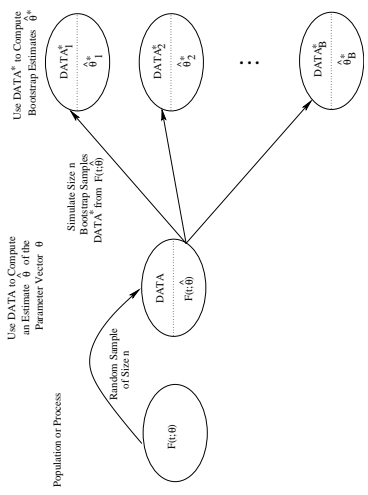 Population or Process
F(t; θ)
Random Sample
of Size n
Use DATA to Compute
an Estimate θ̂ of the
Parameter Vector θ
DATA
F̂(t; θ)
Simulate Size n
Bootstrap Samples
DATA* from F(t; θ̂)
Use DATA* to Compute
Bootstrap Estimates θ̂*
DATA*1
θ̂*1
DATA*2
θ̂*2
...
DATA*B
θ̂*B